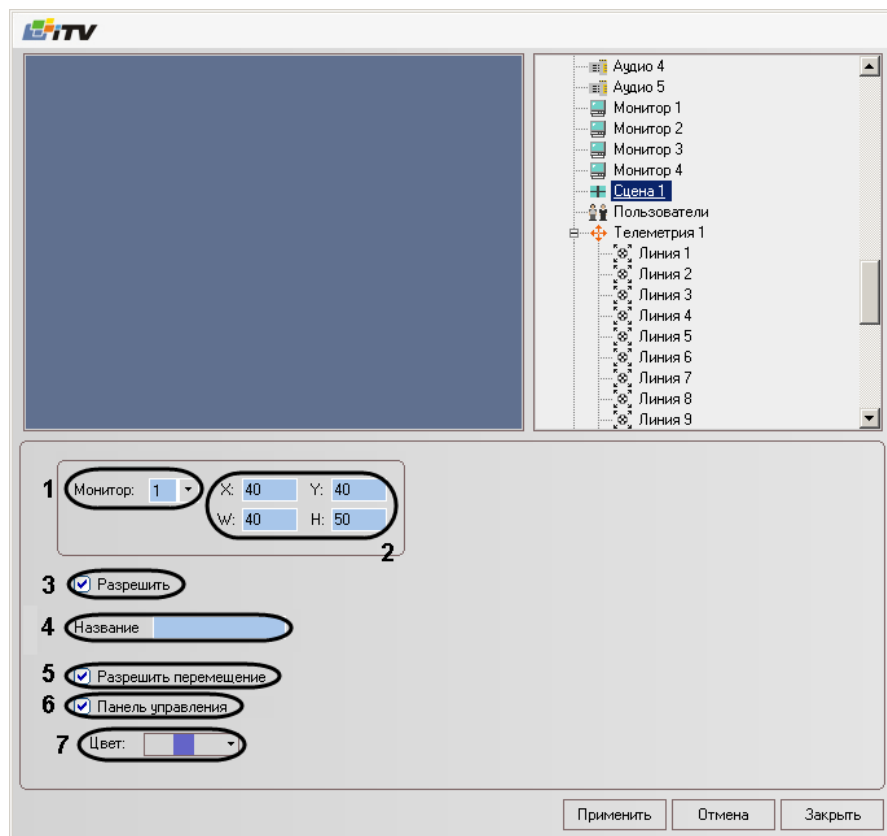 iTV
Аудио 4
Аудио 5
Монитор 1
Монитор 2
Монитор 3
Монитор 4
Сцена 1
Пользователи
Телеметрия 1
Линия 1
Линия 2
Линия 3
Линия 4
Линия 5
Линия 6
Линия 7
Линия 8
Линия 9
1 Монитор: 1 X: 40 Y: 40
W: 40 H: 50
2
3 Разрешить
4 Название
5 Разрешить перемещение
6 Панель управления
7 Цвет:
Применить Отмена Закрыть